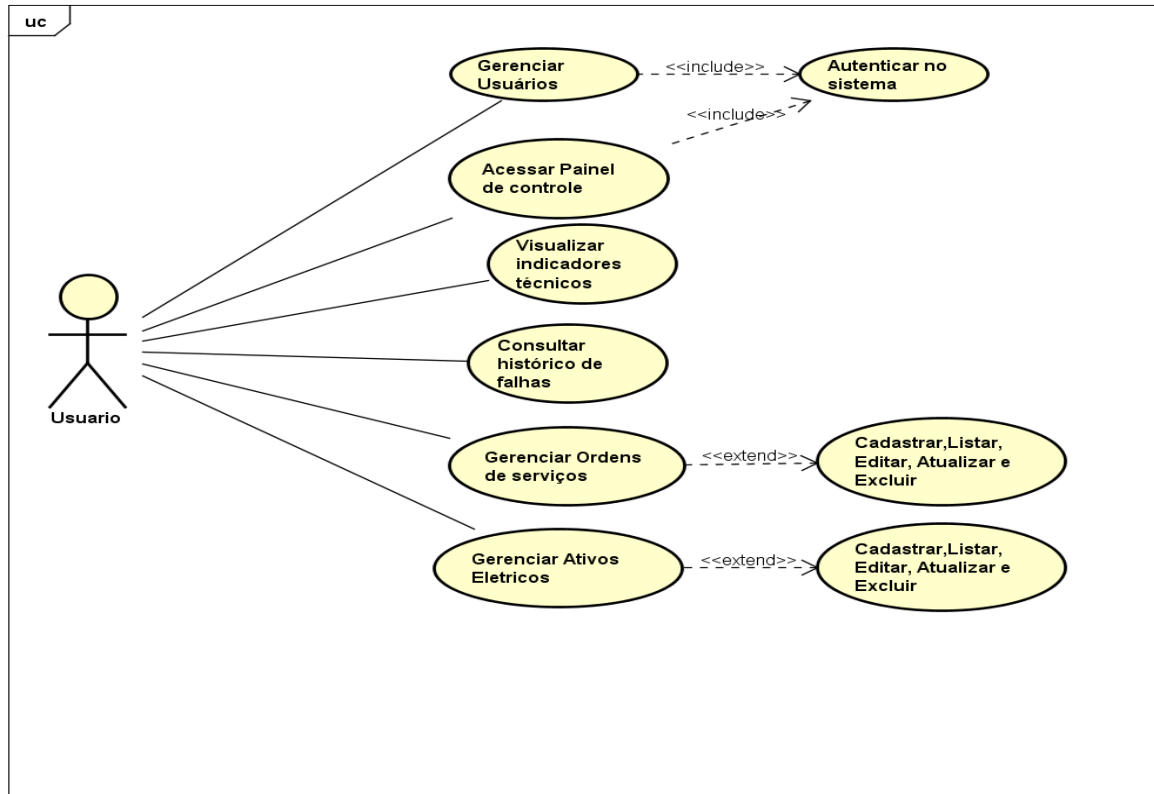 uc
Gerenciar
Usuários
<<include>>
Autenticar no
sistema
<<include>>
Acessar Painel
de controle
Visualizar
indicadores
técnicos
Consultar
histórico de
falhas
Usuario
Gerenciar Ordens
de serviços
<<extend>>
Cadastrar,Listar,
Editar, Atualizar e
Excluir
Gerenciar Ativos
Eletricos
<<extend>>
Cadastrar,Listar,
Editar, Atualizar e
Excluir